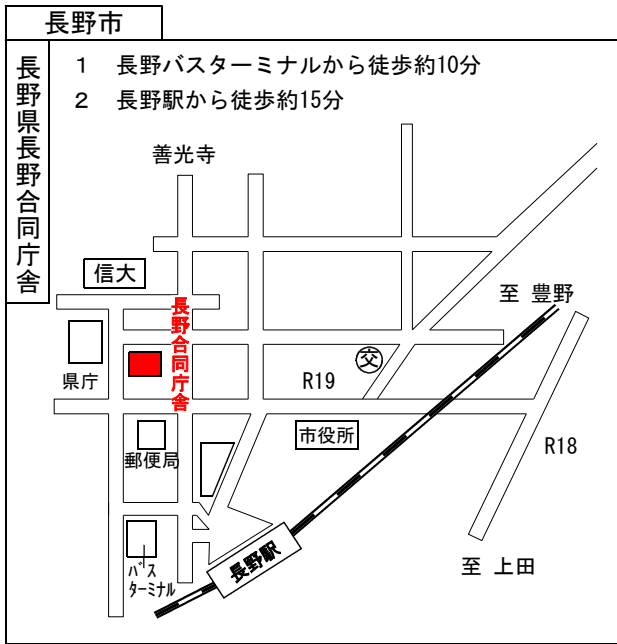 長野市
長野県長野合同庁舎
1 長野バスターミナルから徒歩約10分
2 長野駅から徒歩約15分
善光寺
信大
至 豊野
長野合同庁舎
交
県庁
R19
市役所
R18
郵便局
長野駅
至 上田
バス
ターミナル